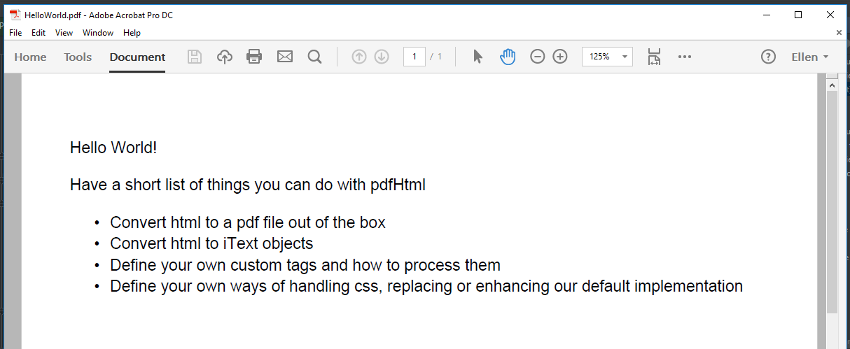 HelloWorld.pdf - Adobe Acrobat Pro DC
File Edit View Window Help
Home Tools Document 1 / 1 125% Ellen
Hello World!
Have a short list of things you can do with pdfHtml
• Convert html to a pdf file out of the box
• Convert html to iText objects
• Define your own custom tags and how to process them
• Define your own ways of handling css, replacing or enhancing our default implementation